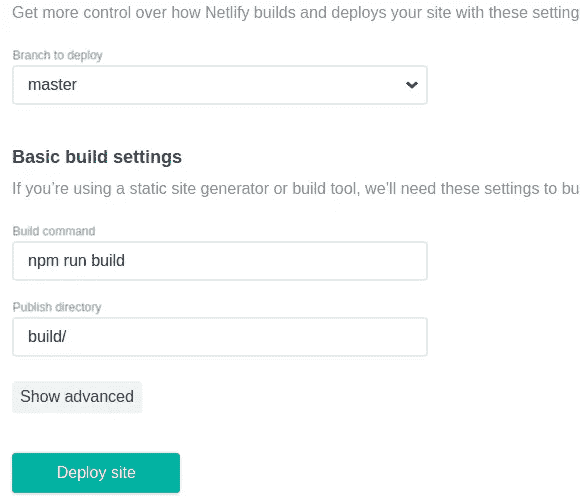 Get more control over how Netlify builds and deploys your site with these setting
Branch to deploy
master
Basic build settings
If you’re using a static site generator or build tool, we’ll need these settings to bu
Build command
npm run build
Publish directory
build/
Show advanced
Deploy site